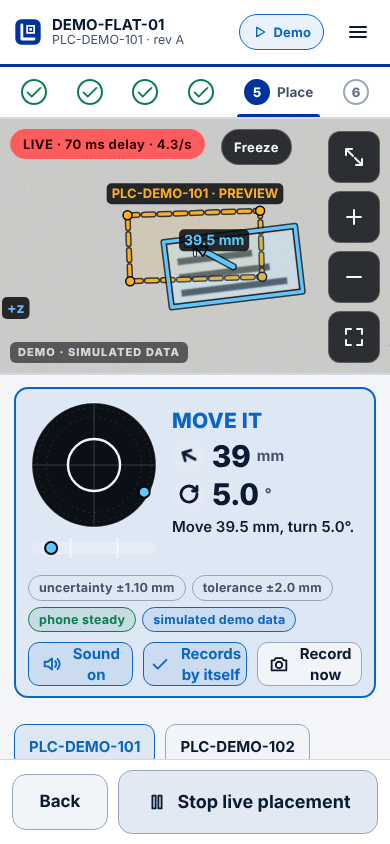 DEMO-FLAT-01
PLC-DEMO-101 · rev A
Demo
5 Place
6
LIVE · 70 ms delay · 4.3/s
Freeze
PLC-DEMO-101 · PREVIEW
39.5 mm
+z
DEMO · SIMULATED DATA
MOVE IT
39 mm
5.0 °
Move 39.5 mm, turn 5.0°.
uncertainty ±1.10 mm
tolerance ±2.0 mm
phone steady
simulated demo data
Sound on
Records by itself
Record now
PLC-DEMO-101
PLC-DEMO-102
Back
Stop live placement